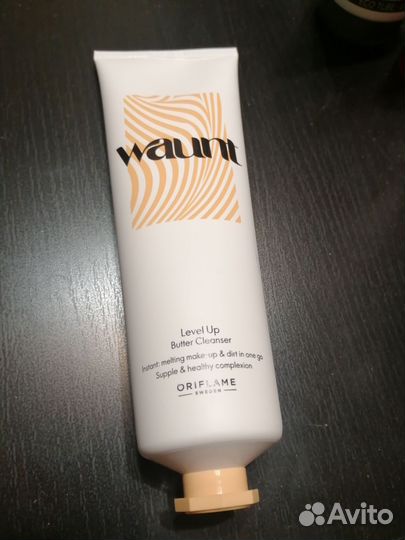 waunt
Level Up
Butter Cleanser
Instant: melting make-up & dirt in one go
Supple & healthy complexion
ORIFLAME
SWEDEN
Avito